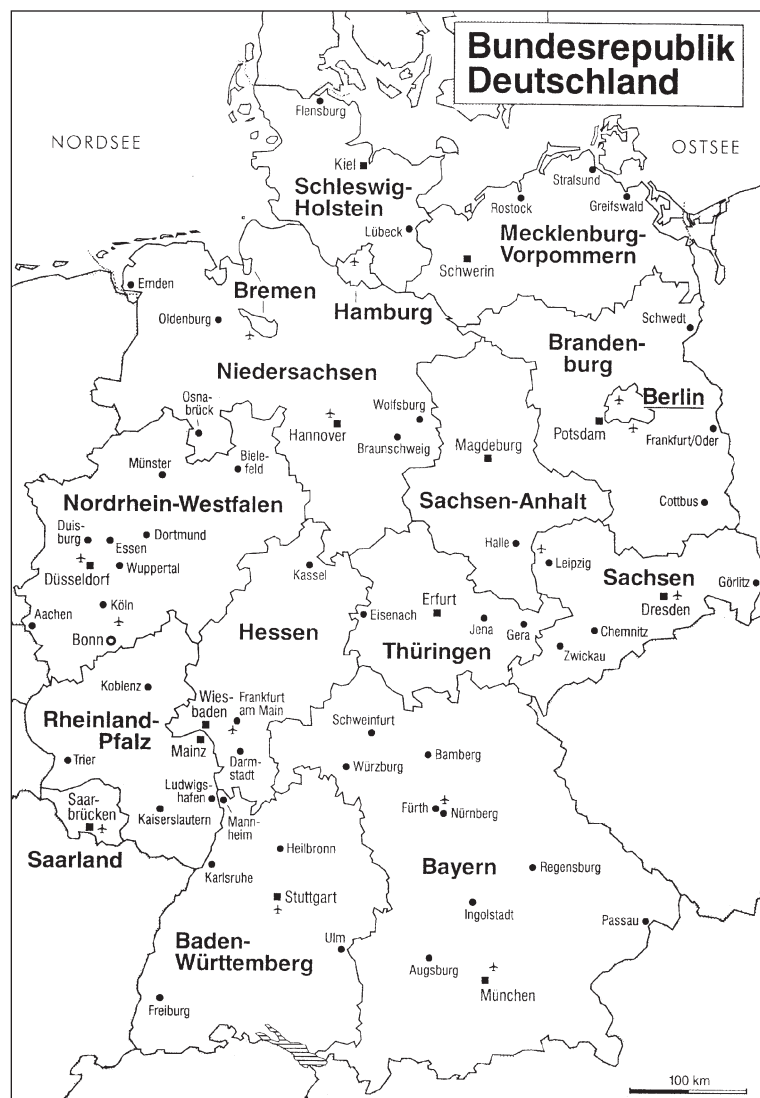 Bundesrepublik
Deutschland
NORDSEE
OSTSEE
Flensburg
Kiel
Schleswig-
Holstein
Lübeck
Stralsund
Rostock
Greifswald
Mecklenburg-
Vorpommern
Schwerin
Emden
Bremen
Hamburg
Oldenburg
Schwedt
Branden-
burg
Niedersachsen
Osna-
brück
Wolfsburg
Hannover
Braunschweig
Berlin
Potsdam
Frankfurt/Oder
Magdeburg
Münster
Biele-
feld
Nordrhein-Westfalen
Sachsen-Anhalt
Cottbus
Duis-
burg
Essen
Dortmund
Düsseldorf
Wuppertal
Halle
Leipzig
Kassel
Sachsen
Görlitz
Dresden
Aachen
Köln
Bonn
Hessen
Eisenach
Erfurt
Jena
Gera
Chemnitz
Zwickau
Thüringen
Koblenz
Wies-
baden
Frankfurt
am Main
Rheinland-
Pfalz
Mainz
Schweinfurt
Trier
Darm-
stadt
Würzburg
Bamberg
Ludwigs-
hafen
Saar-
brücken
Kaiserslautern
Mann-
heim
Fürth
Nürnberg
Saarland
Heilbronn
Karlsruhe
Bayern
Regensburg
Stuttgart
Ingolstadt
Passau
Baden-
Württemberg
Ulm
Augsburg
München
Freiburg
100 km